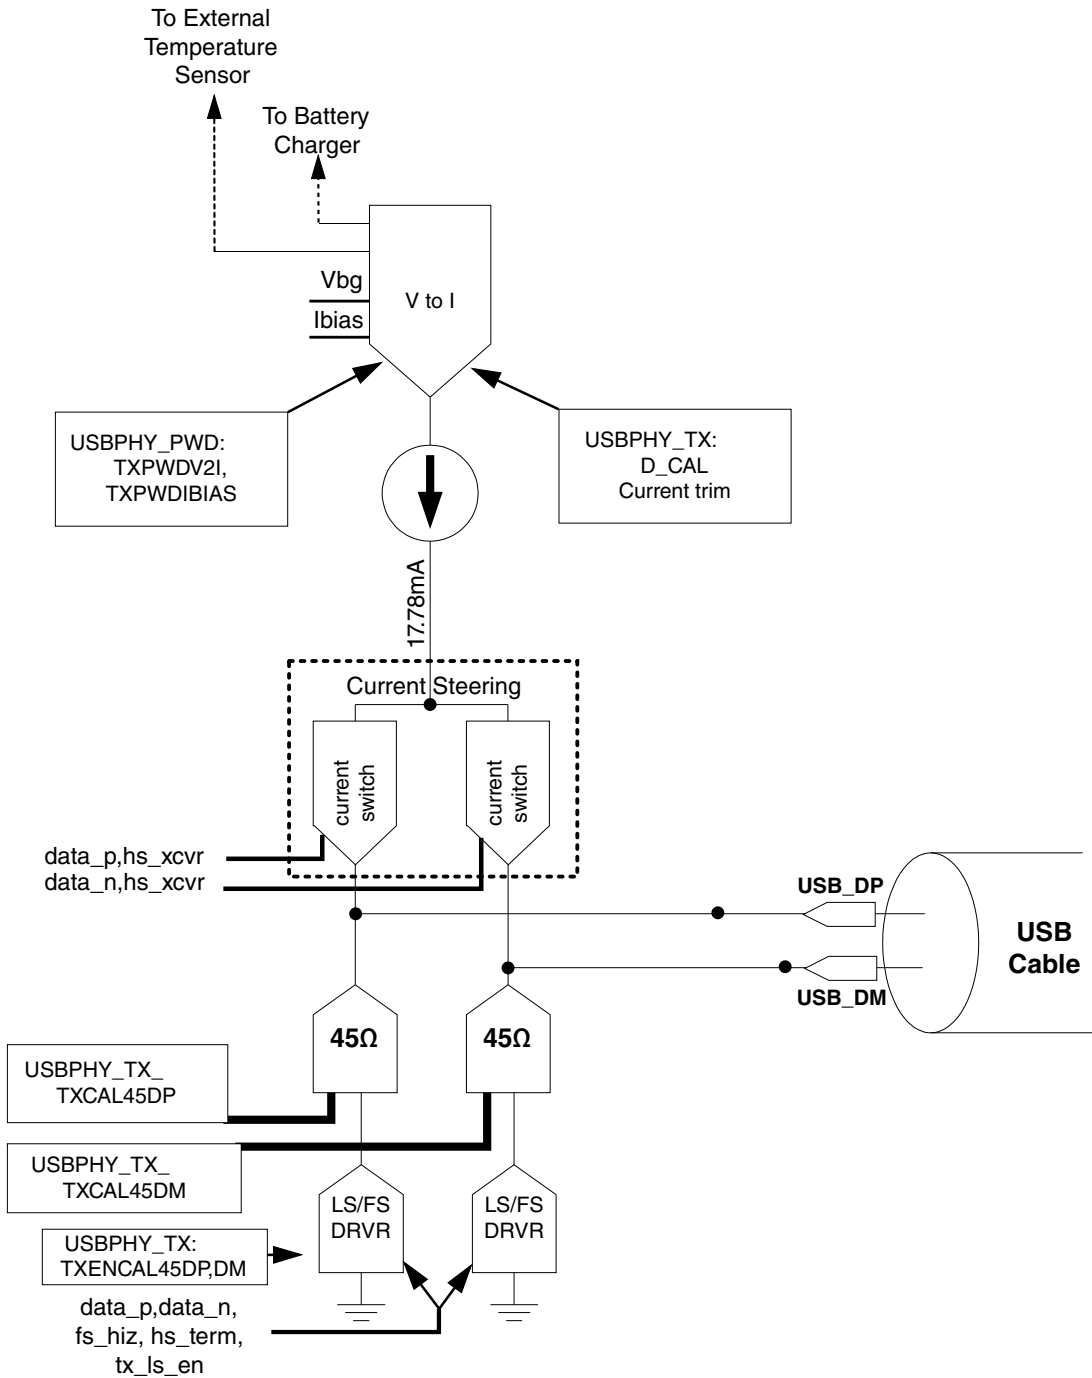 To External
Temperature
Sensor
To Battery
Charger
Vbg
Ibias
V to I
USBPHY_PWD:
TXPWDV2I,
TXPWDIBIAS
USBPHY_TX:
D_CAL
Current trim
17.78mA
Current Steering
current
switch
current
switch
data_p,hs_xcvr
data_n,hs_xcvr
USB_DP
USB_DM
USB
Cable
45Ω
45Ω
USBPHY_TX_
TXCAL45DP
USBPHY_TX_
TXCAL45DM
LS/FS
DRVR
LS/FS
DRVR
USBPHY_TX:
TXENCAL45DP,DM
data_p,data_n,
fs_hiz, hs_term,
tx_ls_en